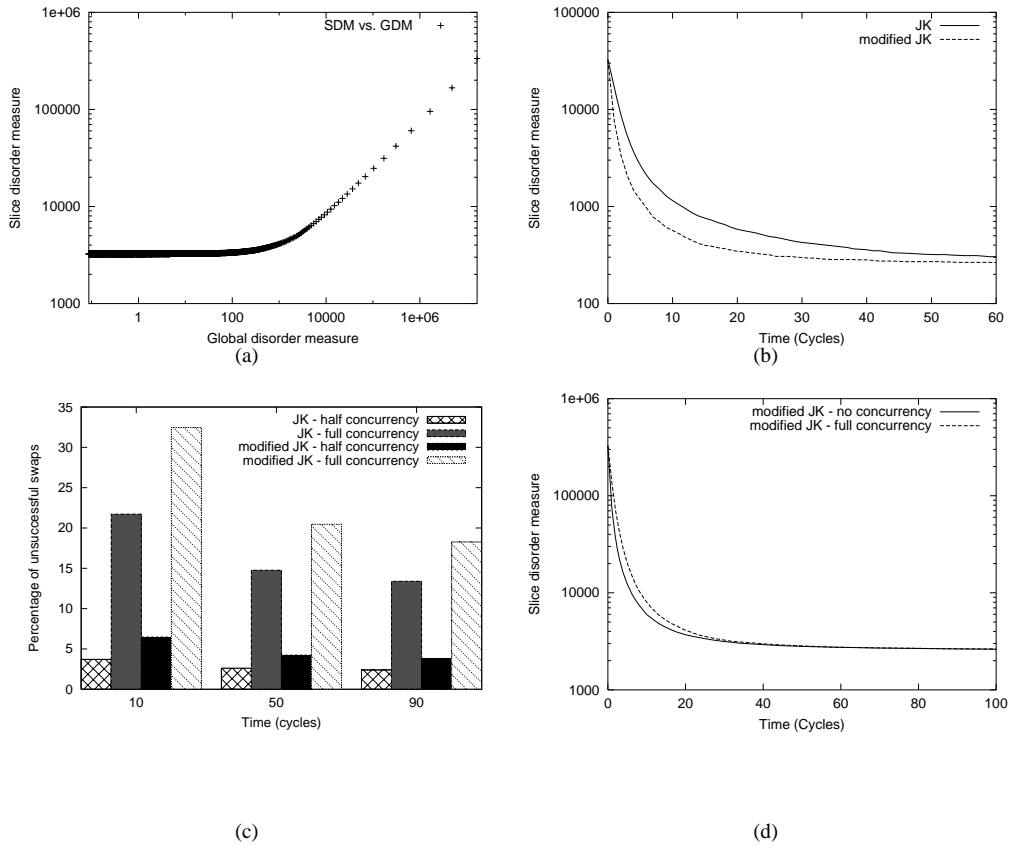 1e+06
100000
10000
1000
Slice disorder measure
SDM vs. GDM
1
100
10000
1e+06
Global disorder measure
(a)
100000
10000
1000
100
Slice disorder measure
JK
modified JK
0
10
20
30
40
50
60
Time (Cycles)
(b)
35
30
25
20
15
10
5
0
Percentage of unsuccessful swaps
JK - half concurrency
JK - full concurrency
modified JK - half concurrency
modified JK - full concurrency
10
50
90
Time (cycles)
(c)
1e+06
100000
10000
1000
Slice disorder measure
modified JK - no concurrency
modified JK - full concurrency
0
20
40
60
80
100
Time (Cycles)
(d)